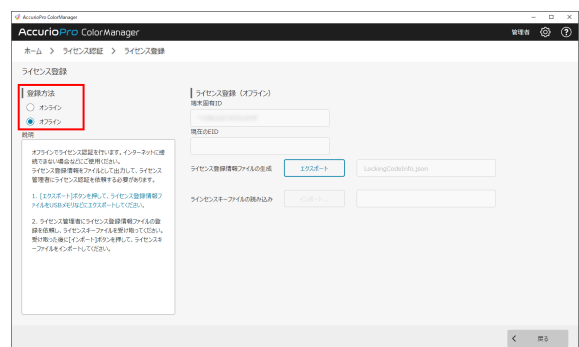 AccurioPro ColorManager
AccurioPro ColorManager
管理者
ホーム > ライセンス認証 > ライセンス登録
ライセンス登録
登録方法
オンライン
オフライン
説明
オフラインでライセンス認証を行います。インターネットに接
続できない場合などにご使用ください。
ライセンス登録情報をファイルとして出力して、ライセンス
管理者にライセンス認証を依頼する必要があります。
1. [エクスポート]ボタンを押して、ライセンス登録情報フ
ァイルをUSBメモリなどにエクスポートしてください。
2. ライセンス管理者にライセンス登録情報ファイルの登
録を依頼し、ライセンスキーファイルを受け取ってください。
受け取った後に[インポート]ボタンを押して、ライセンスキ
ーファイルをインポートしてください。
ライセンス登録 (オフライン)
端末固有ID
現在のEID
ライセンス登録情報ファイルの生成
エクスポート
LockingCodeInfo.json
ラインセンスキーファイルの読み込み
インポート
戻る